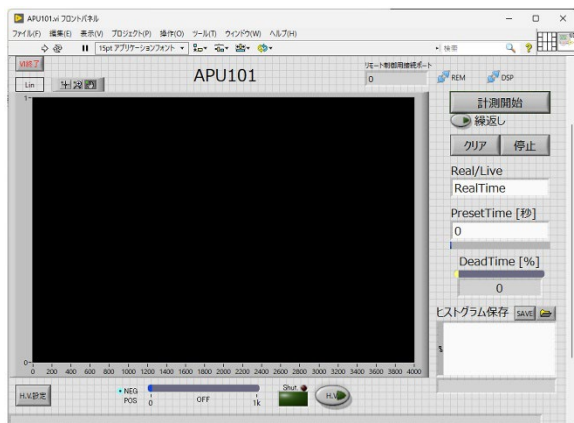 APU101.vi フロントパネル
ファイル(F) 編集(E) 表示(V) プロジェクト(P) 操作(O) ツール(T) ウィンドウ(W) ヘルプ(H)
15pt アプリケーションフォント
検索
VI終了
Lin
APU101
リモート制御用接続ポート
0
REM
DSP
計測開始
繰返し
クリア
停止
Real/Live
RealTime
PresetTime [秒]
0
DeadTime [%]
0
ヒストグラム保存
SAVE
%
1
0
0 200 400 600 800 1000 1200 1400 1600 1800 2000 2200 2400 2600 2800 3000 3200 3400 3600 3800 4000
H.V.設定
NEG
POS
0 OFF 1k
Shut.
H.V.